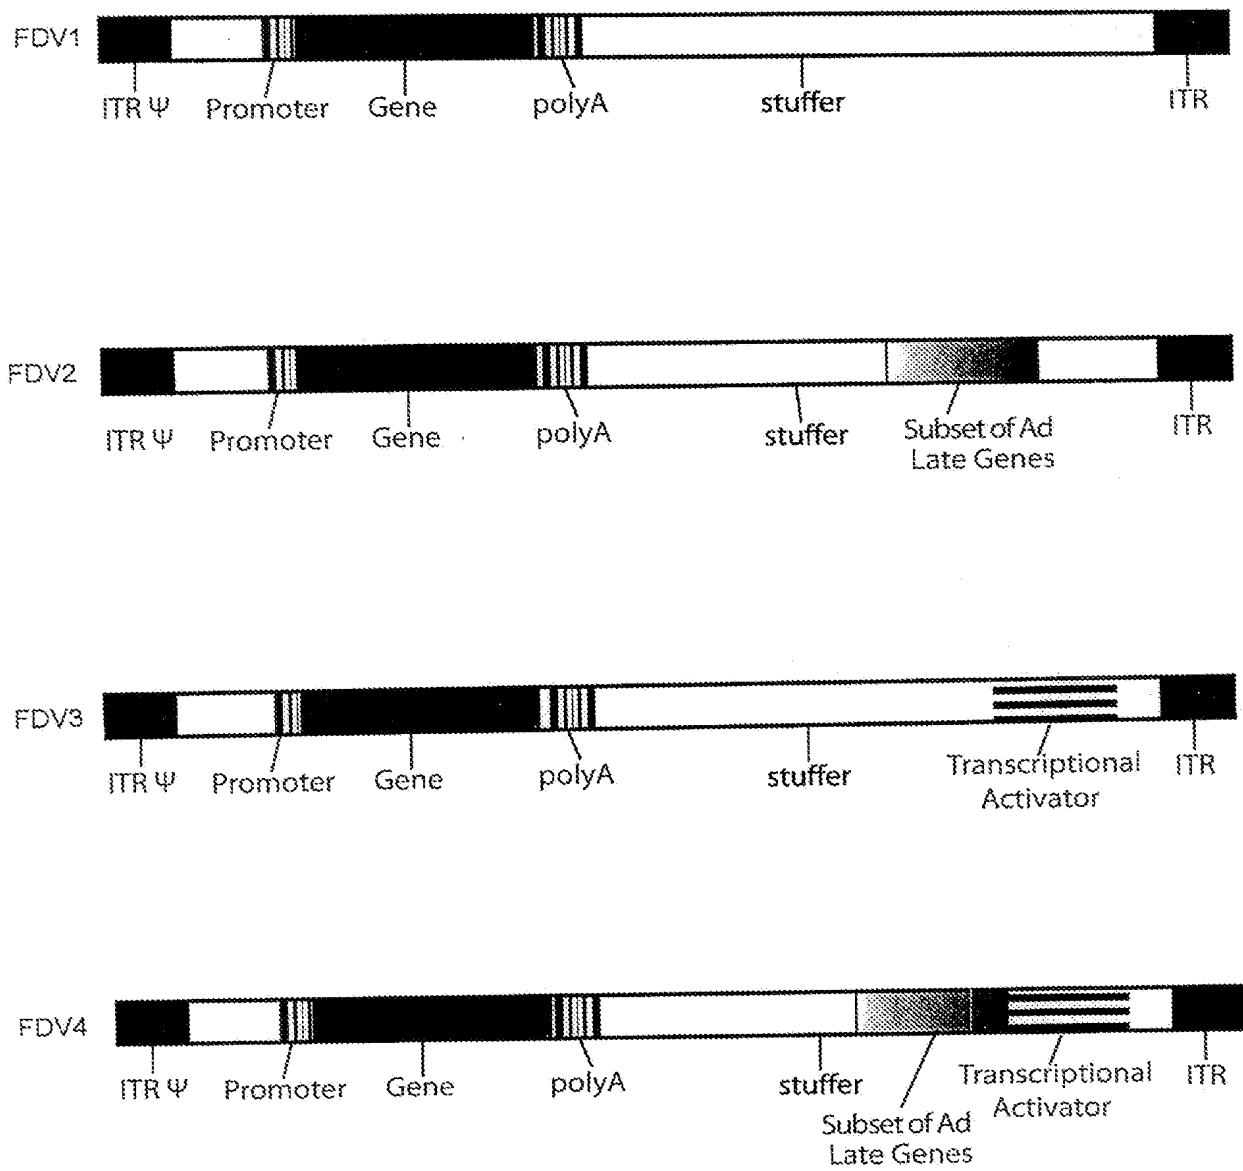 FDV1
ITR Ψ Promoter Gene polyA stuffer ITR
FDV2
ITR Ψ Promoter Gene polyA stuffer Subset of Ad ITR
Late Genes
FDV3
ITR Ψ Promoter Gene polyA stuffer Transcriptional ITR
Activator
FDV4
ITR Ψ Promoter Gene polyA stuffer Transcriptional ITR
Activator
Subset of Ad
Late Genes